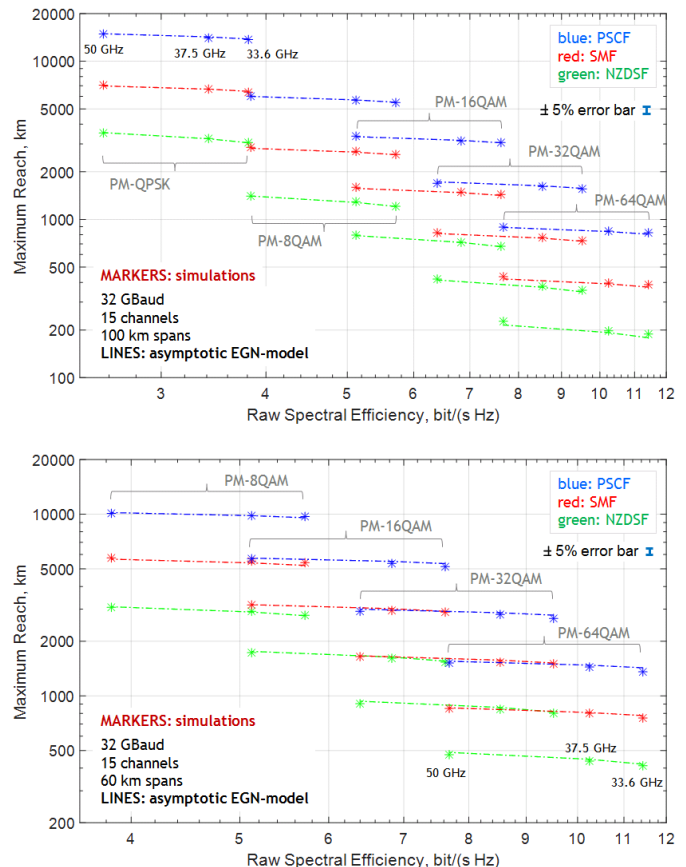 20000
10000
5000
2000
1000
500
200
100
Maximum Reach, km
50 GHz
37.5 GHz
33.6 GHz
blue: PSCF
red: SMF
green: NZDSF
± 5% error bar
PM-16QAM
PM-32QAM
PM-QPSK
PM-64QAM
PM-8QAM
MARKERS: simulations
32 GBaud
15 channels
100 km spans
LINES: asymptotic EGN-model
3 4 5 6 7 8 9 10 11 12
Raw Spectral Efficiency, bit/(s Hz)
20000
10000
5000
2000
1000
500
200
Maximum Reach, km
PM-8QAM
blue: PSCF
red: SMF
green: NZDSF
PM-16QAM
± 5% error bar
PM-32QAM
PM-64QAM
MARKERS: simulations
32 GBaud
15 channels
60 km spans
LINES: asymptotic EGN-model
50 GHz
37.5 GHz
33.6 GHz
4 5 6 7 8 9 10 11 12
Raw Spectral Efficiency, bit/(s Hz)